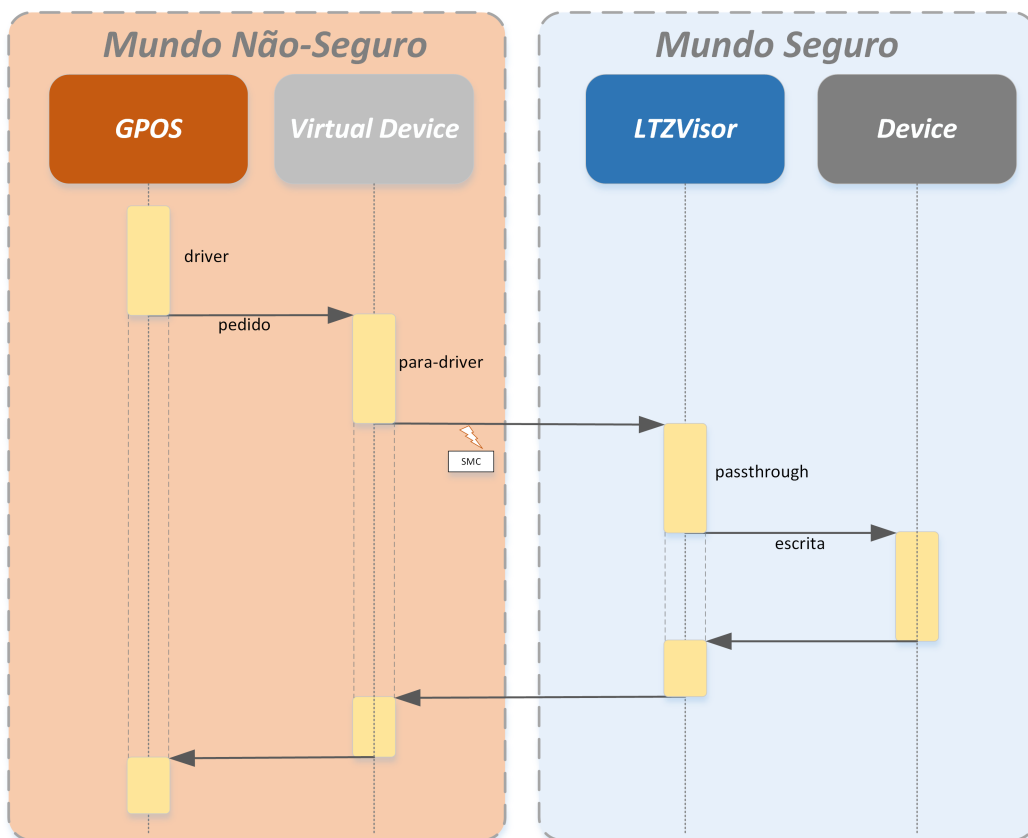 Mundo Não-Seguro
Mundo Seguro
GPOS
Virtual Device
LTZVisor
Device
driver
pedido
para-driver
SMC
passthrough
escrita